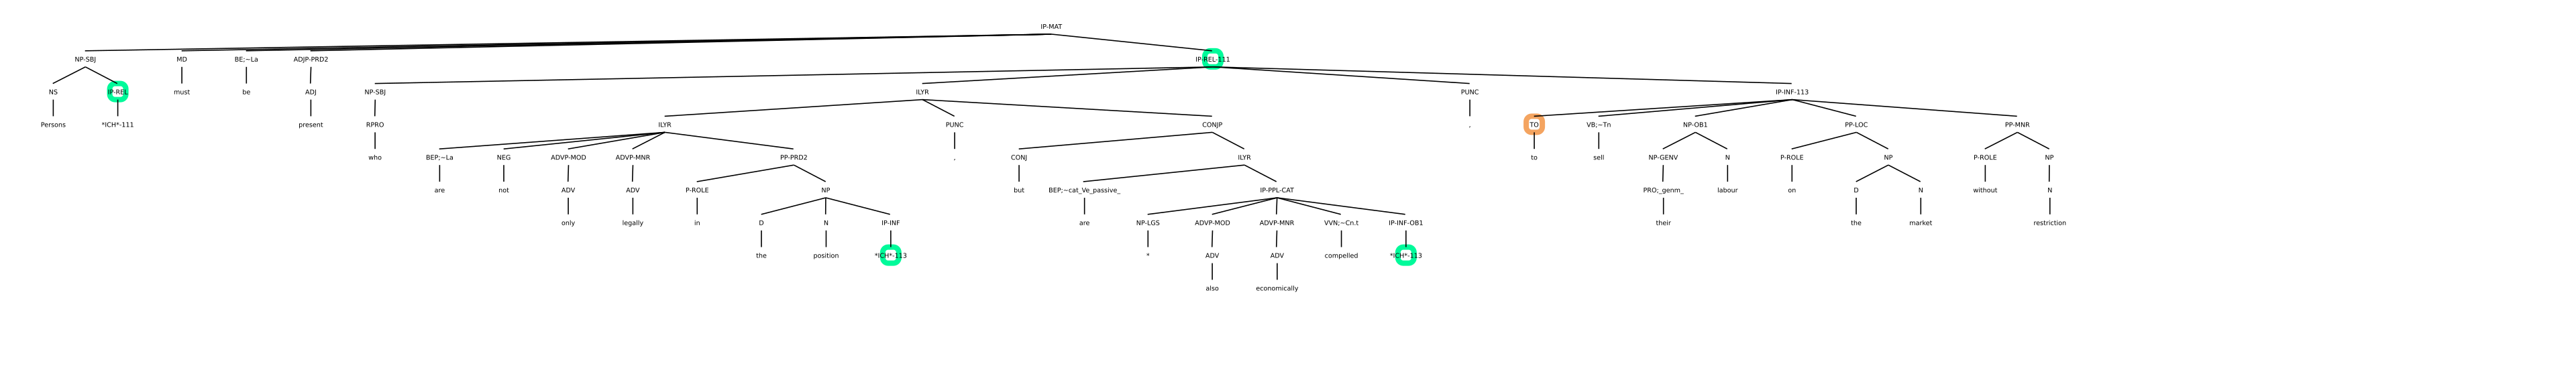 IP-MAT
NP-SBJ MD BE;~La ADJP-PRD2 IP-REL-111
NS IP-REL must be ADJ NP-SBJ ILYR PUNC IP-INF-113
Persons *ICH*-111 present RPRO ILYR PUNC CONJP , TO VB;~Tn NP-OB1 PP-LOC PP-MNR
who BEP;~La NEG ADVP-MOD ADVP-MNR PP-PRD2 , CONJ ILYR to sell NP-GENV N P-ROLE NP P-ROLE NP
are not ADV ADV P-ROLE NP but BEP;~cat_Ve_passive_ IP-PPL-CAT PRO;_genm_ labour on D N without N
only legally in D N IP-INF are NP-LGS ADVP-MOD ADVP-MNR VVN;~Cn.t IP-INF-OB1 their the market restriction
the position *ICH*-113 * ADV ADV compelled *ICH*-113
also economically